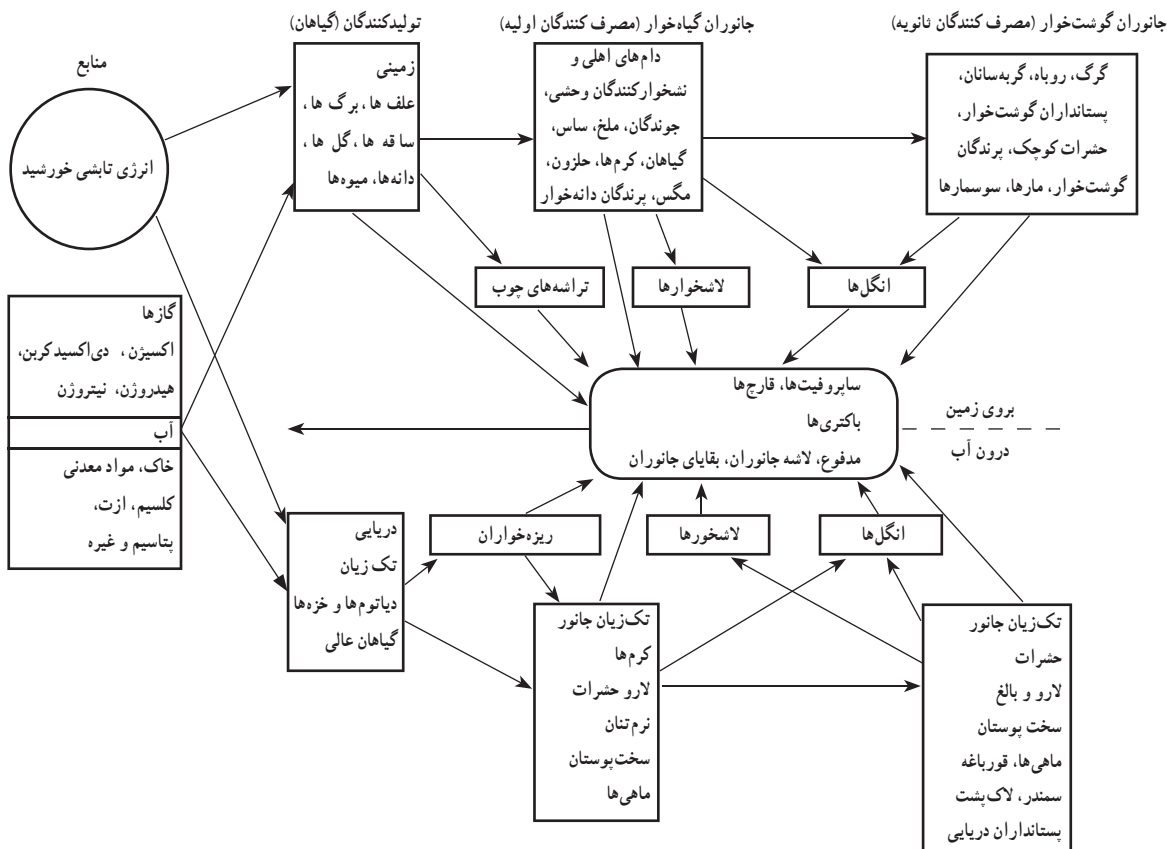 جانوران گوشت‌خوار (مصرف کنندگان ثانویه)
جانوران گیاه‌خوار (مصرف کنندگان اولیه)
تولیدکنندگان (گیاهان)
منابع
انرژی تابشی خورشید
زمینی
علف ها ، برگ ها ،
ساقه ها ، گل ها ،
دانه‌ها، میوه‌ها
دام‌های اهلی و
نشخوارکنندگان وحشی،
جوندگان، ملخ، ساس،
گیاهان، کرم‌ها، حلزون،
مگس، پرندگان دانه‌خوار
گرگ، روباه، گربه‌سانان،
پستانداران گوشت‌خوار،
حشرات کوچک، پرندگان
گوشت‌خوار، مارها، سوسمارها
تراشه‌های چوب
لاشخوارها
انگل‌ها
گازها
اکسیژن ، دی‌اکسیدکربن،
هیدروژن، نیتروژن
آب
خاک، مواد معدنی
کلسیم، ازت،
پتاسیم و غیره
ساپروفیت‌ها، قارچ‌ها
باکتری‌ها
مدفوع، لاشه جانوران، بقایای جانوران
بروی زمین
درون آب
ریزه‌خواران
لاشخورها
انگل‌ها
دریایی
تک زیان
دیاتوم‌ها و خزه‌ها
گیاهان عالی
تک‌زیان جانور
کرم‌ها
لارو حشرات
نرم‌تنان
سخت‌پوستان
ماهی‌ها
تک‌زیان جانور
حشرات
لارو و بالغ
سخت پوستان
ماهی‌ها، قورباغه
سمندر، لاک‌پشت
پستانداران دریایی